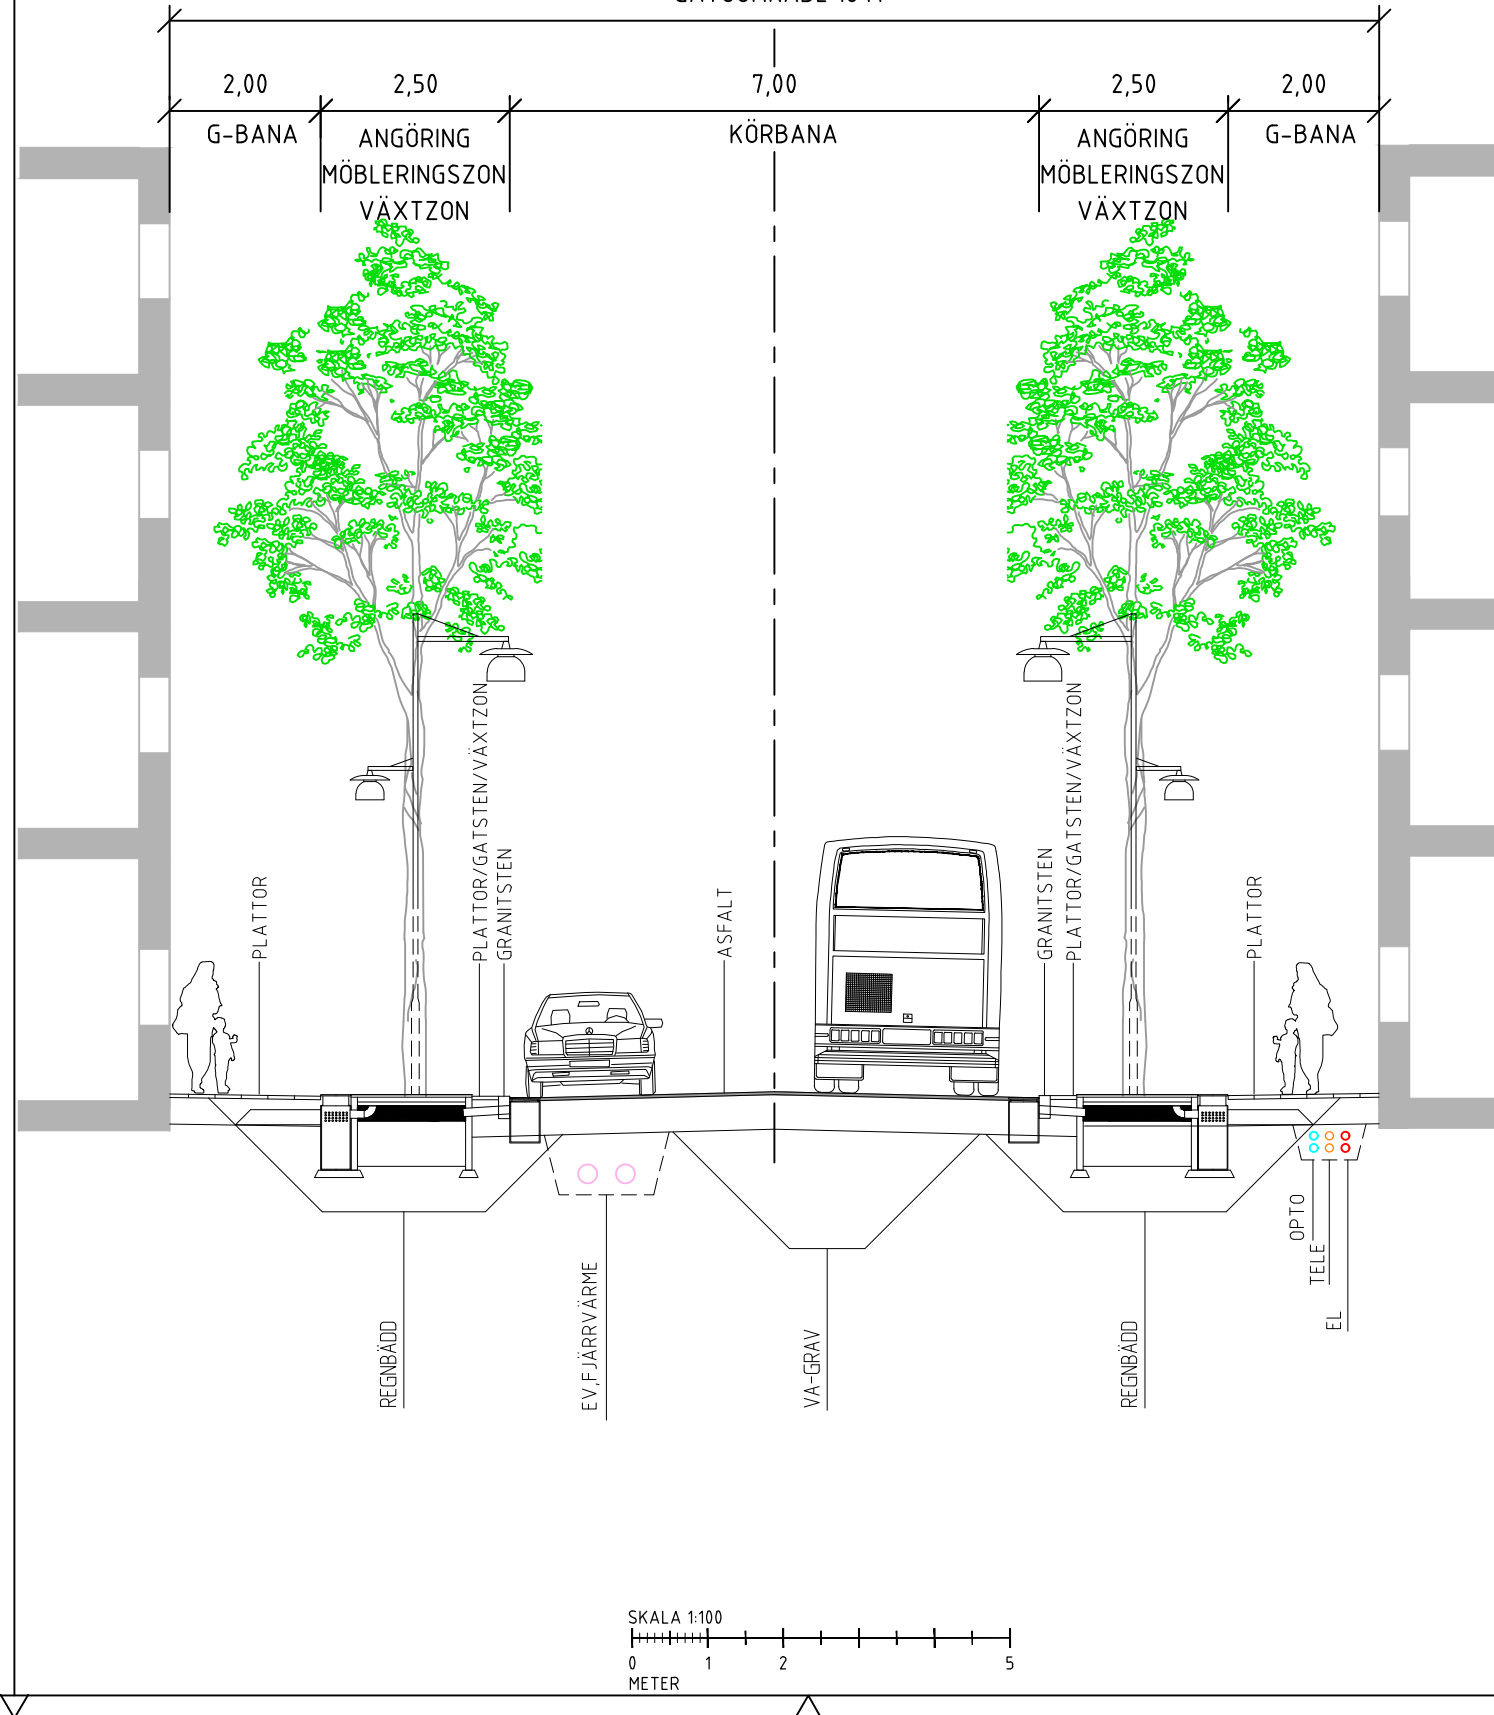 2,00
2,50
7,00
2,50
2,00
G-BANA
ANGÖRING
MÖBLERINGSZON
VÄXTZON
KÖRBANA
ANGÖRING
MÖBLERINGSZON
VÄXTZON
G-BANA
PLATTOR
PLATTOR/GATSTEN/VÄXTZON
GRANITSTEN
ASFALT
GRANITSTEN
PLATTOR/GATSTEN/VÄXTZON
PLATTOR
REGNBÄDD
EV,FJÄRRVÄRME
VA-GRAV
REGNBÄDD
OPTO
TELE
EL
SKALA 1:100
0 1 2 5
METER